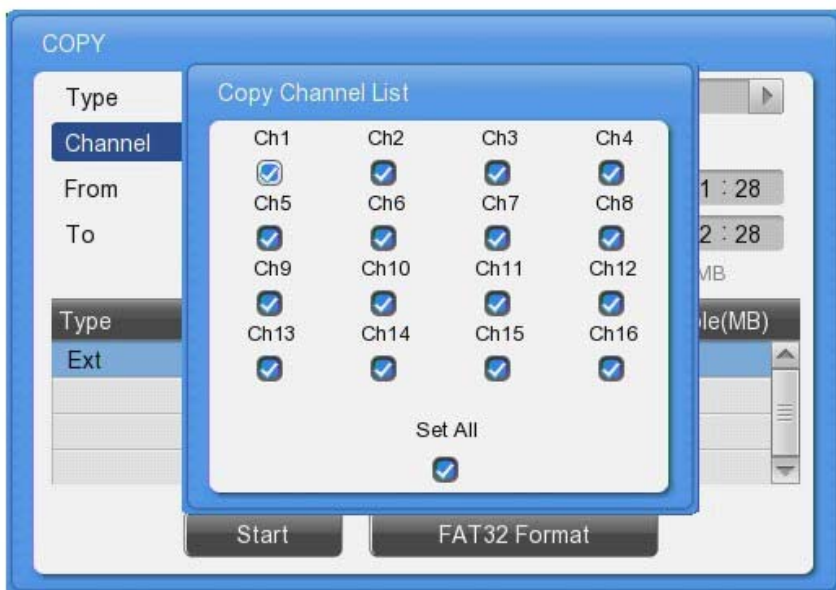 COPY
Type
Channel
From
To
Copy Channel List
Ch1 Ch2 Ch3 Ch4
Ch5 Ch6 Ch7 Ch8
Ch9 Ch10 Ch11 Ch12
Ch13 Ch14 Ch15 Ch16
Set All
1 : 28
2 : 28
MB
Type
le(MB)
Ext
Start
FAT32 Format